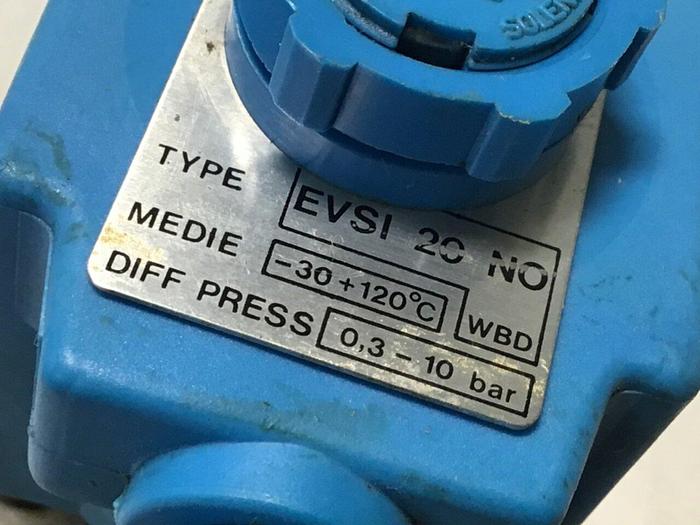 TYPE EVSI 20 NO
MEDIE -30 +120°C WBD
DIFF PRESS 0,3 - 10 bar